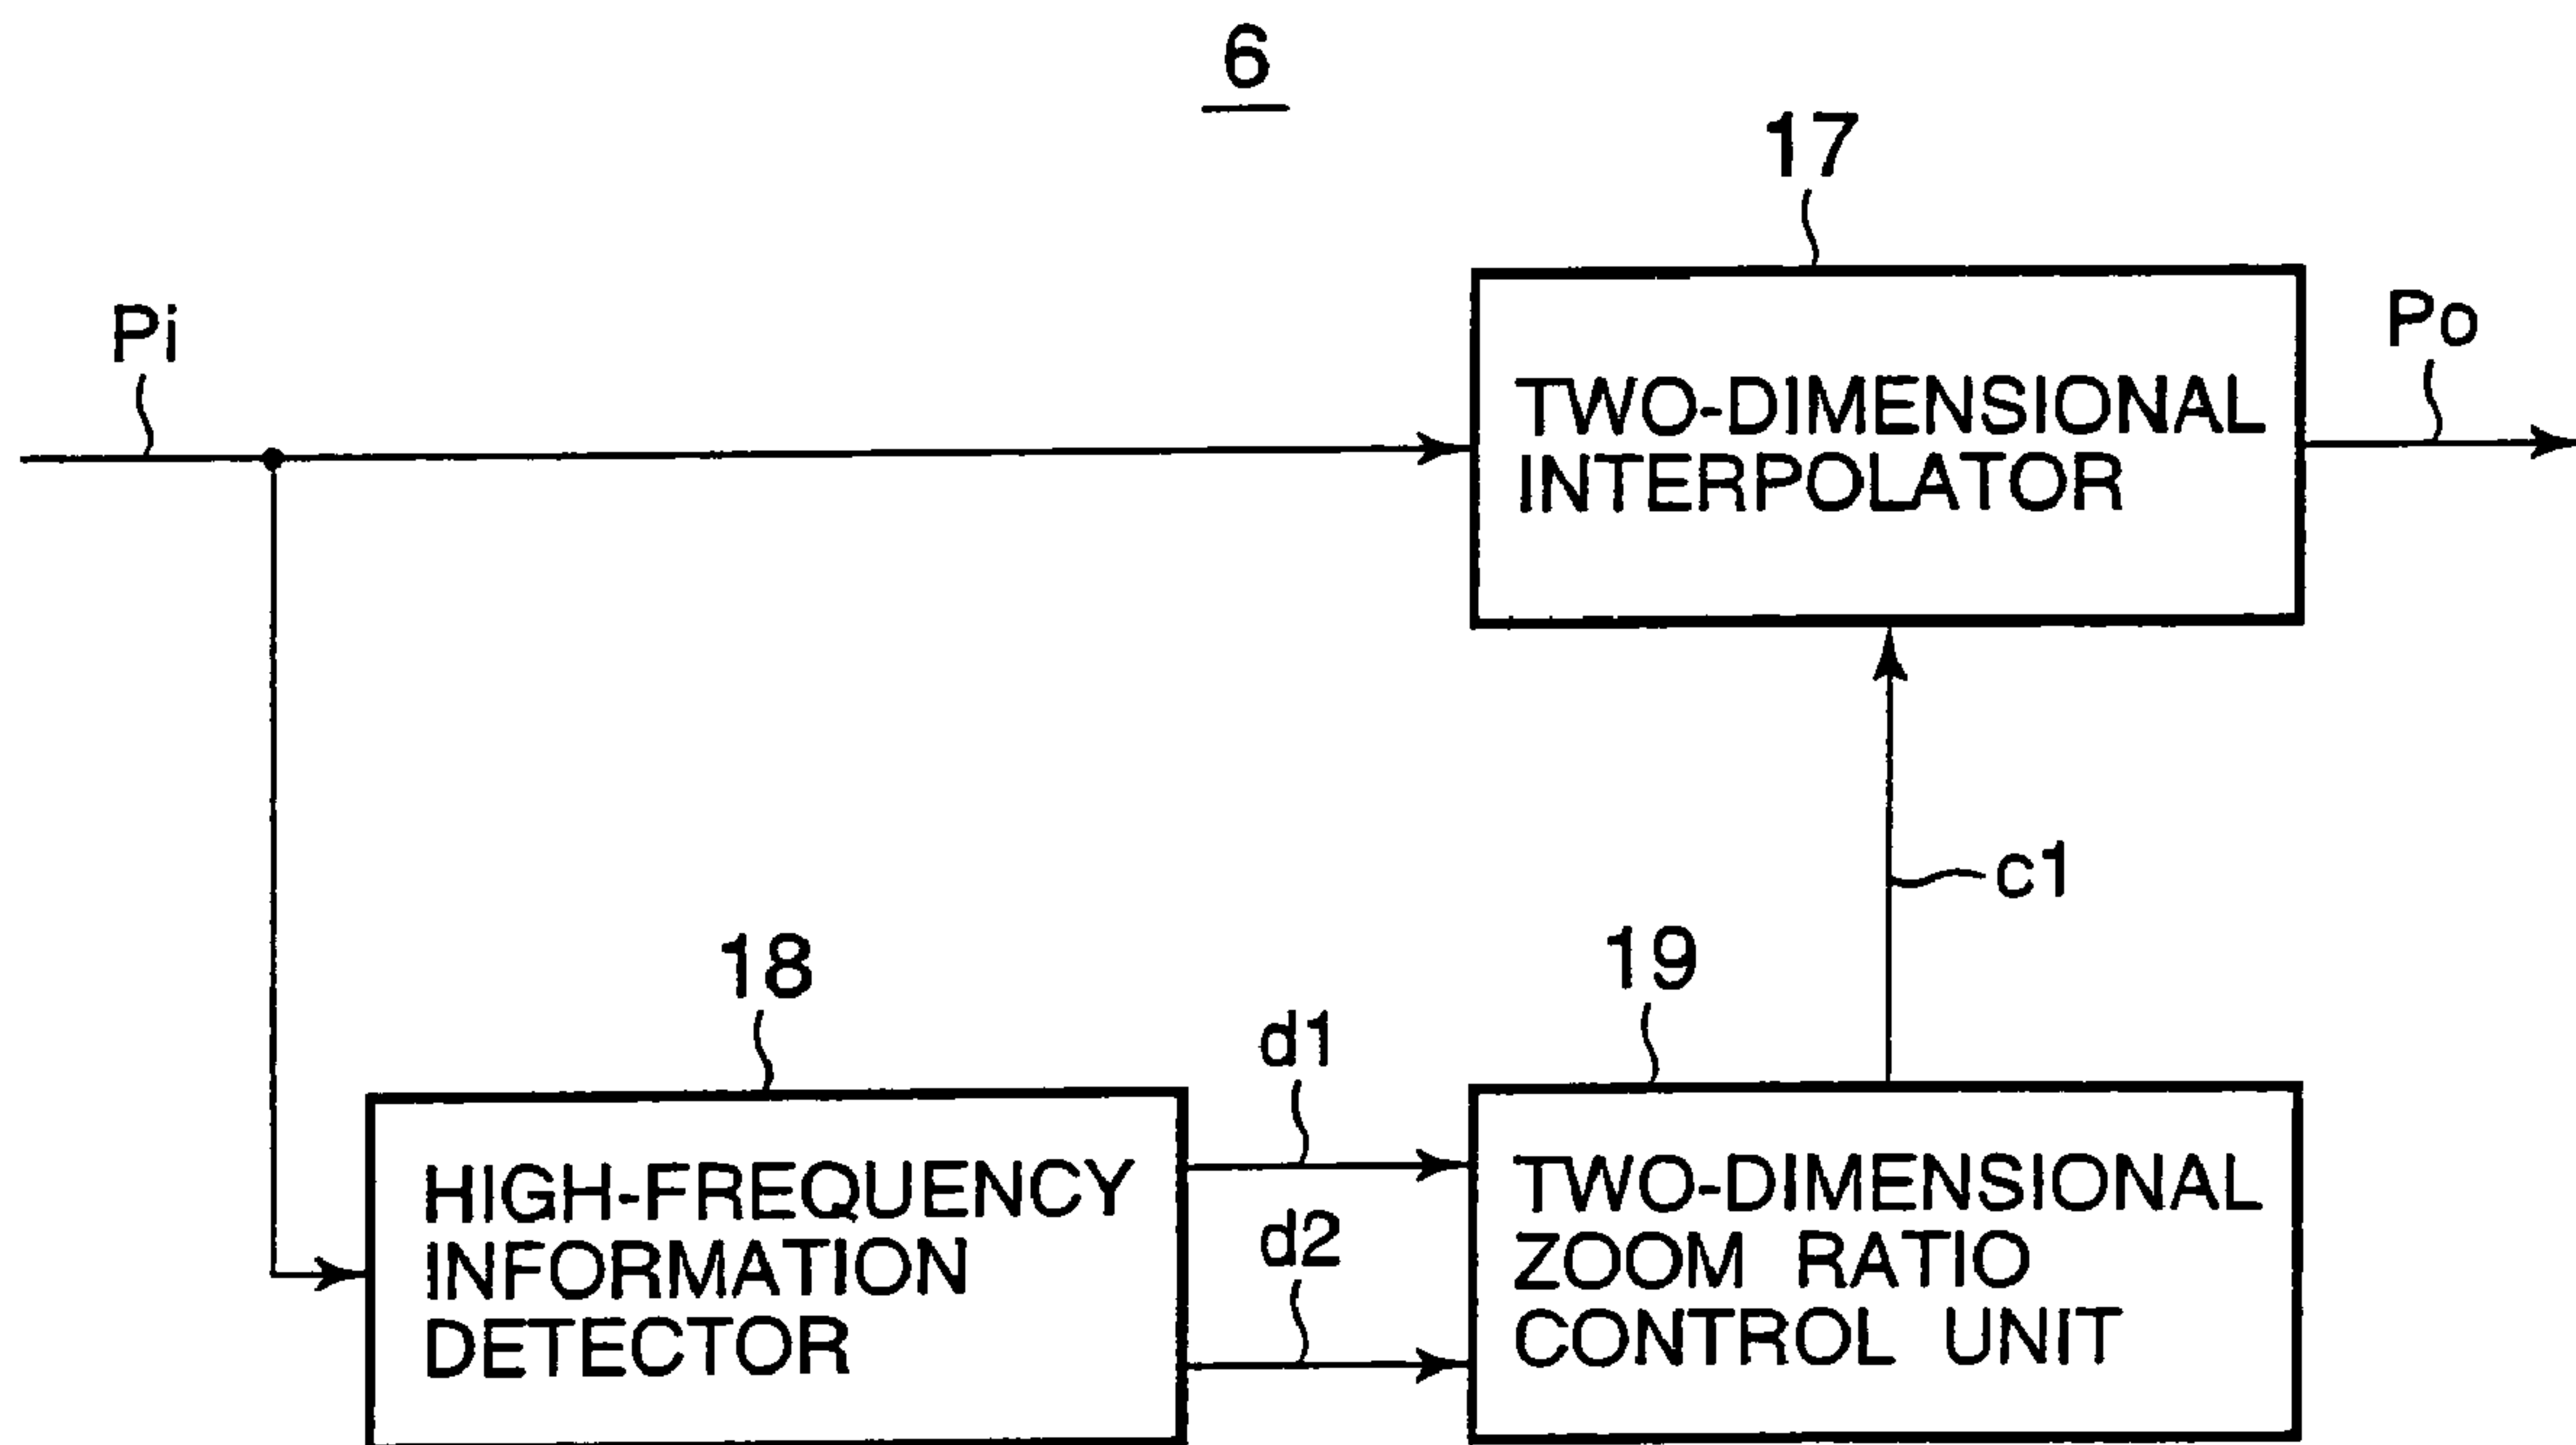 6
17
Pi
Po
TWO-DIMENSIONAL
INTERPOLATOR
c1
18
19
d1
HIGH-FREQUENCY
INFORMATION
DETECTOR
d2
TWO-DIMENSIONAL
ZOOM RATIO
CONTROL UNIT